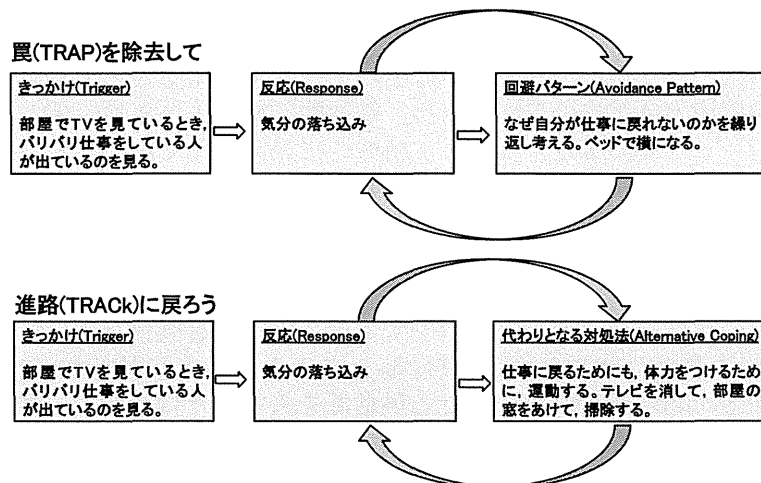 罠(TRAP)を除去して
きっかけ(Trigger)
部屋でTVを見ているとき,
バリバリ仕事をしている人
が出ているのを見る。
反応(Response)
気分の落ち込み
回避パターン(Avoidance Pattern)
なぜ自分が仕事に戻れないのかを繰り
返し考える。ベッドで横になる。
進路(TRACk)に戻ろう
きっかけ(Trigger)
部屋でTVを見ているとき,
バリバリ仕事をしている人
が出ているのを見る。
反応(Response)
気分の落ち込み
代わりとなる対処法(Alternative Coping)
仕事に戻るためにも, 体力をつけるため
に, 運動する。テレビを消して, 部屋の
窓をあけて, 掃除する。